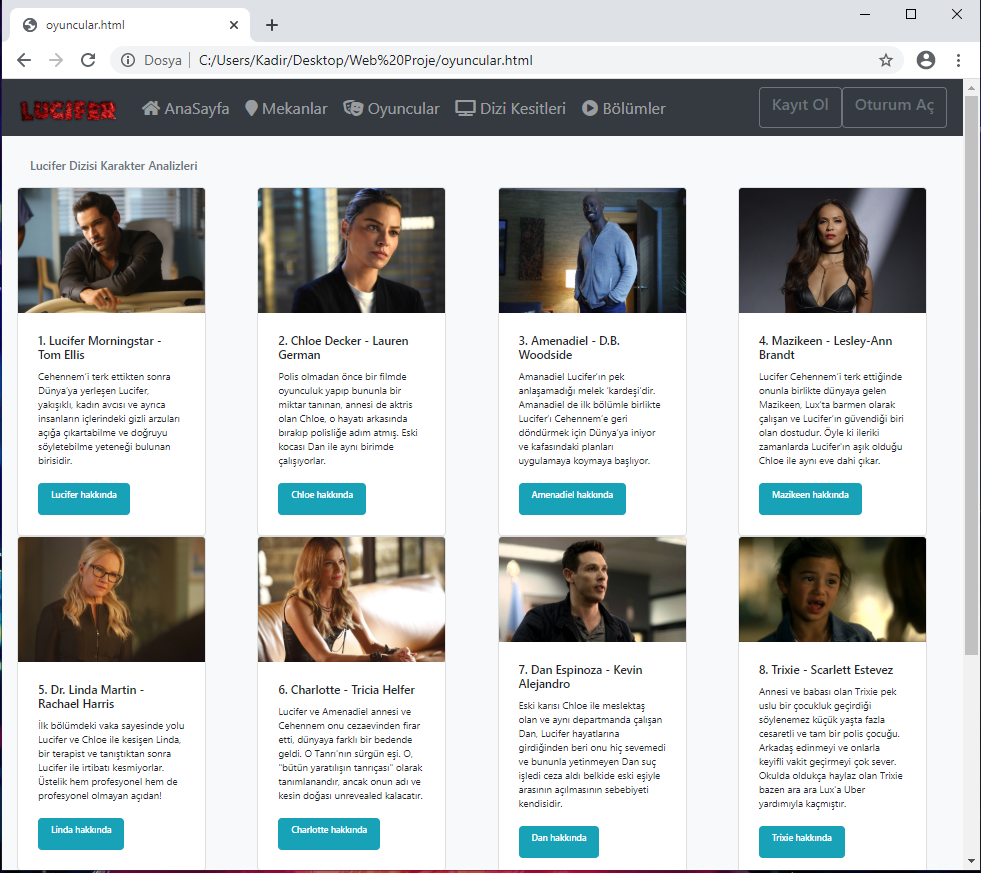 oyuncular.html
Dosya
C:/Users/Kadir/Desktop/Web%20Proje/oyuncular.html
LUCIFER
AnaSayfa
Mekanlar
Oyuncular
Dizi Kesitleri
Bölümler
Kayıt Ol
Oturum Aç
Lucifer Dizisi Karakter Analizleri
1. Lucifer Morningstar -
Tom Ellis
Cehennem'i terk ettikten sonra
Dünya'ya yerleşen Lucifer,
yakışıklı, kadın avcısı ve ayrıca
insanların içlerindeki gizli arzuları
açığa çıkartabilme ve doğruyu
söyletebilme yeteneği bulunan
birisidir.
Lucifer hakkında
2. Chloe Decker - Lauren
German
Polis olmadan önce bir filmde
oyunculuk yapıp bununla bir
miktar tanınan, annesi de aktris
olan Chloe, o hayatı arkasında
bırakıp polisliğe adım atmış. Eski
kocası Dan ile aynı birimde
çalışıyorlar.
Chloe hakkında
3. Amenadiel - D.B.
Woodside
Amanadiel Lucifer'ın pek
anlaşamadığı melek 'kardeşi'dir.
Amanadiel de ilk bölümle birlikte
Lucifer'ı Cehennem'e geri
döndürmek için Dünya'ya iniyor
ve kafasındaki planları
uygulamaya koymaya başlıyor.
Amenadiel hakkında
4. Mazikeen - Lesley-Ann
Brandt
Lucifer Cehennem'i terk ettiğinde
onunla birlikte dünyaya gelen
Mazikeen, Lux'ta barmen olarak
çalışan ve Lucifer'ın güvendiği biri
olan dostudur. Öyle ki ileriki
zamanlarda Lucifer'ın aşık olduğu
Chloe ile aynı eve dahi çıkar.
Mazikeen hakkında
5. Dr. Linda Martin -
Rachael Harris
İlk bölümdeki vaka sayesinde yolu
Lucifer ve Chloe ile kesişen Linda,
bir terapist ve tanıştıktan sonra
Lucifer ile irtibatı kesmiyorlar.
Üstelik hem profesyonel hem de
profesyonel olmayan açıdan!
Linda hakkında
6. Charlotte - Tricia Helfer
Lucifer ve Amenadiel annesi ve
Cehennem onu cezaevinden firar
etti, dünyaya farklı bir bedende
geldi. O Tanrı'nın sürgün eşi. O,
"bütün yaratılışın tanrıçası" olarak
tanımlanandır, ancak onun adı ve
kesin doğası unrevealed kalacatır.
Charlotte hakkında
7. Dan Espinoza - Kevin
Alejandro
Eski karısı Chloe ile meslektaş
olan ve aynı departmanda çalışan
Dan, Lucifer hayatlarına
girdiğinden beri onu hiç sevemedi
ve bununla yetinmeyen Dan suç
işledi ceza aldı belkide eski eşiyle
arasının açılmasının sebebiyeti
kendisidir.
Dan hakkında
8. Trixie - Scarlett Estevez
Annesi ve babası olan Trixie pek
uslu bir çocukluk geçirdiği
söylenemez küçük yaşta fazla
cesaretli ve tam bir polis çocuğu.
Arkadaş edinmeyi ve onlarla
keyifli vakit geçirmeyi çok sever.
Okulda oldukça haylaz olan Trixie
bazen ara ara Lux'a Uber
yardımıyla kaçmıştır.
Trixie hakkında